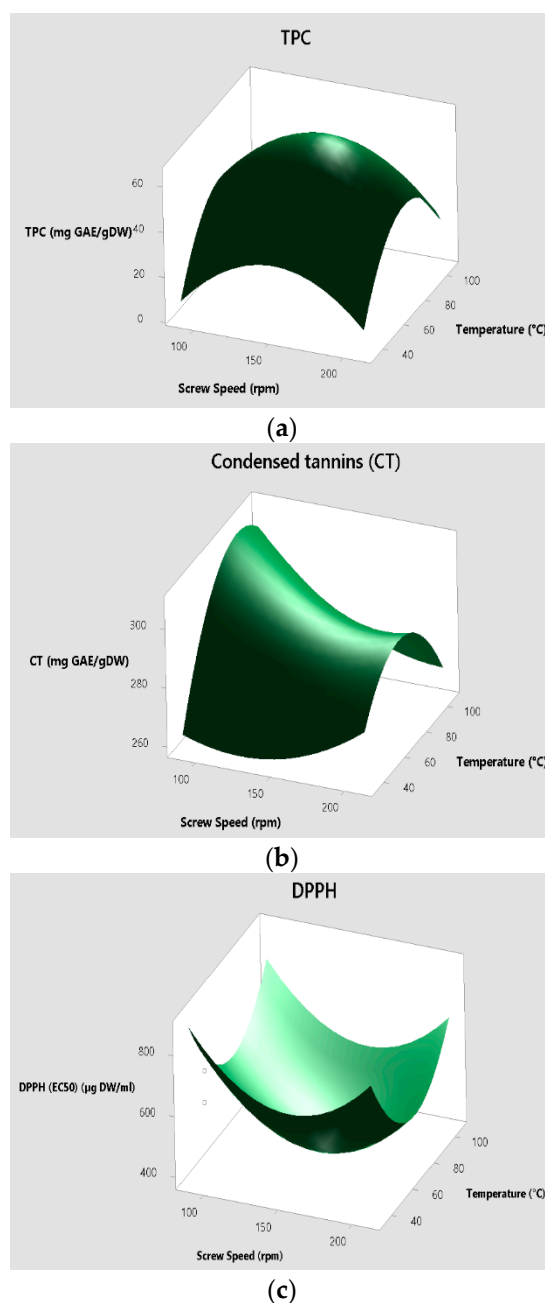 TPC
60
40
TPC (mg GAE/gDW)
20
0
100
150
200
Screw Speed (rpm)
40
60
80
100
Temperature (°C)
(a)
Condensed tannins (CT)
300
CT (mg GAE/gDW)
280
260
100
150
200
Screw Speed (rpm)
40
60
80
100
Temperature (°C)
(b)
DPPH
800
DPPH (EC50) (µg DW/ml)
600
400
100
150
200
Screw Speed (rpm)
40
60
80
100
Temperature (°C)
(c)